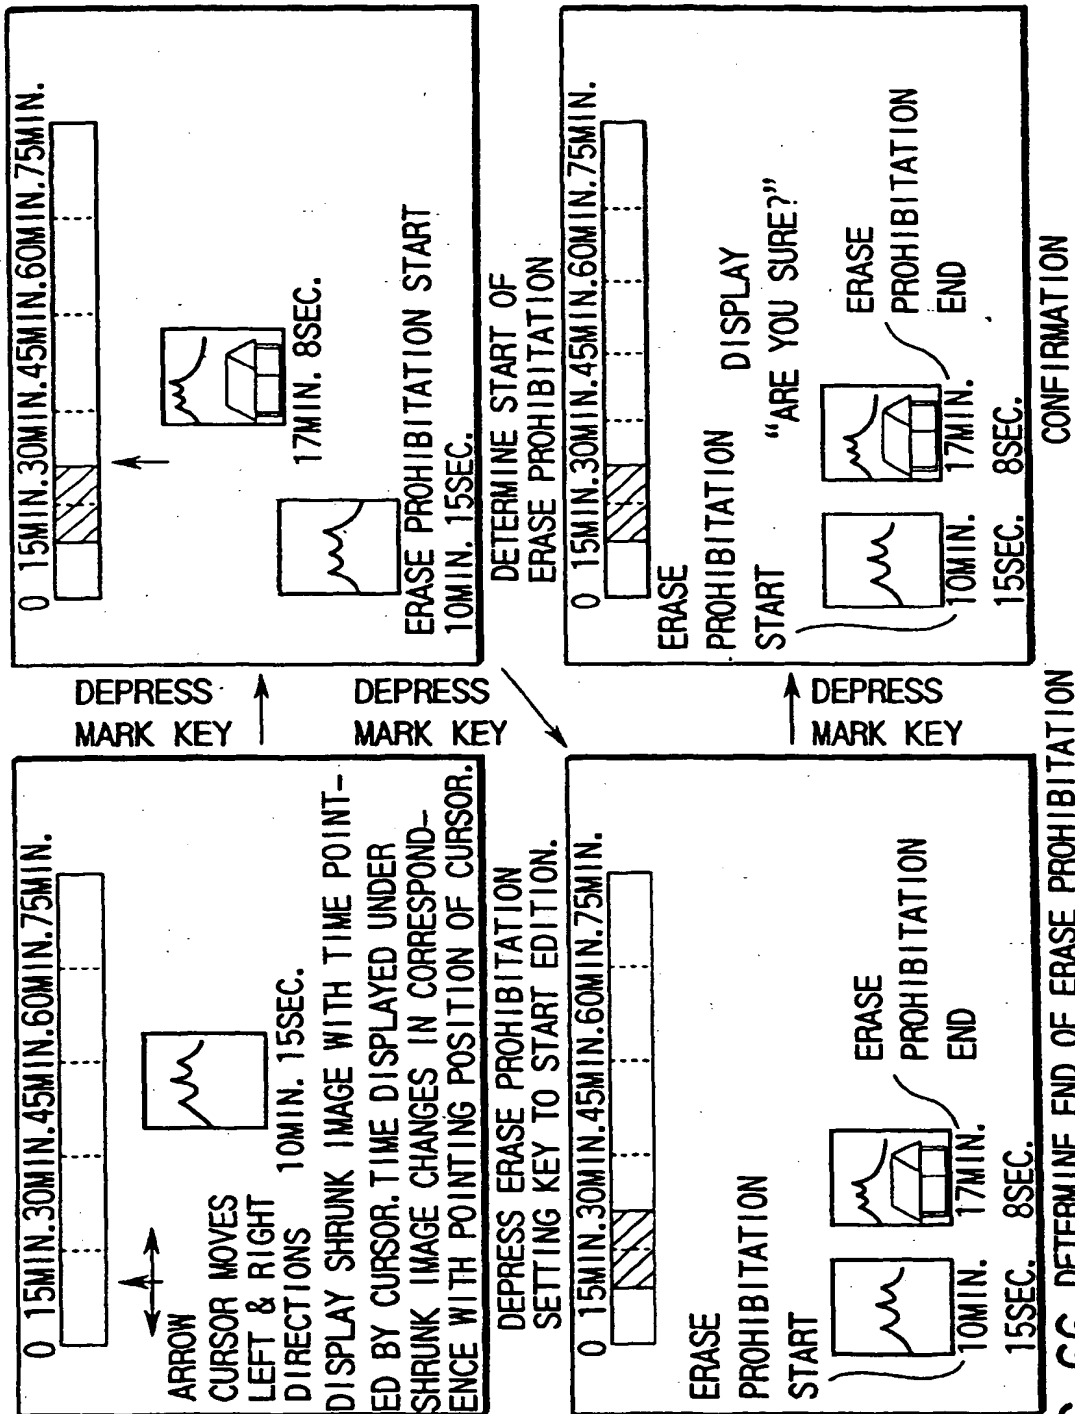 0 15MIN.30MIN.45MIN.60MIN.75MIN.
ARROW
CURSOR MOVES
LEFT & RIGHT
DIRECTIONS
10MIN. 15SEC.
DISPLAY SHRUNK IMAGE WITH TIME POINT-
ED BY CURSOR.TIME DISPLAYED UNDER
SHRUNK IMAGE CHANGES IN CORRESPOND-
ENCE WITH POINTING POSITION OF CURSOR.
DEPRESS ERASE PROHIBITATION
SETTING KEY TO START EDITION.
DEPRESS
MARK KEY
0 15MIN.30MIN.45MIN.60MIN.75MIN.
17MIN. 8SEC.
ERASE PROHIBITATION START
10MIN. 15SEC.
DETERMINE START OF
ERASE PROHIBITATION
DEPRESS
MARK KEY
0 15MIN.30MIN.45MIN.60MIN.75MIN.
ERASE
PROHIBITATION
START
10MIN.
15SEC.
17MIN.
8SEC.
ERASE
PROHIBITATION
END
DETERMINE END OF ERASE PROHIBITATION
DEPRESS
MARK KEY
0 15MIN.30MIN.45MIN.60MIN.75MIN.
ERASE
PROHIBITATION
START
DISPLAY
“ARE YOU SURE?”
10MIN.
15SEC.
17MIN.
8SEC.
ERASE
PROHIBITATION
END
CONFIRMATION